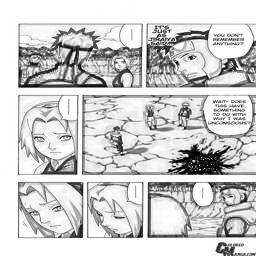 YOU DON'T
REMEMBER
ANYTHING?
IT'S
JUST
AS
JIRAIYA
SAID!
WAIT- DOES
THIS HAVE
SOMETHING
TO DO WITH
WHY I WAS
UNCONSCIOUS?
COLORED
MANGA.COM